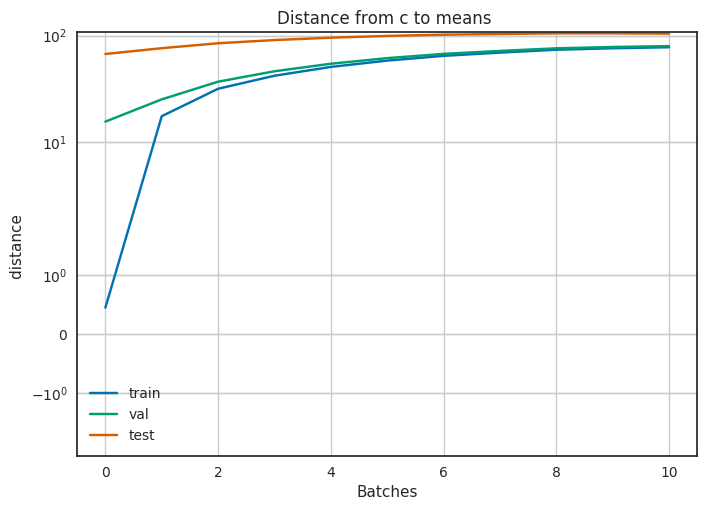 Distance from c to means
distance
10²
10¹
10⁰
0
−10⁰
train
val
test
0 2 4 6 8 10
Batches